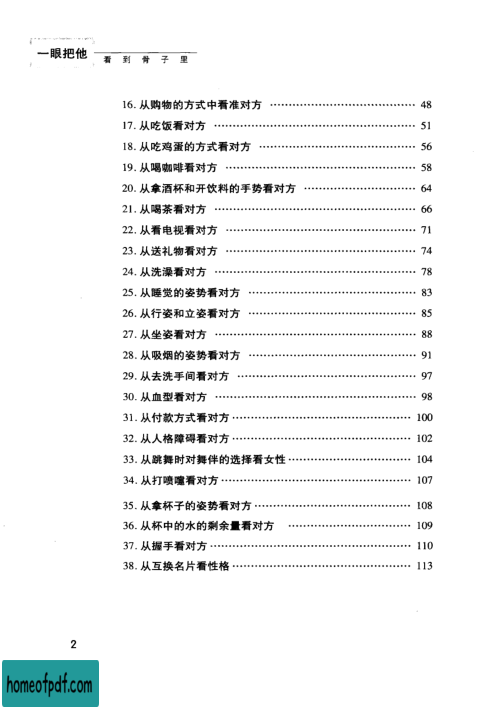 一眼把他
看到骨子里
16. 从购物的方式中看准对方 …………………………………… 48
17. 从吃饭看对方 …………………………………………………… 51
18. 从吃鸡蛋的方式看对方 ……………………………………… 56
19. 从喝咖啡看对方 ……………………………………………… 58
20. 从拿酒杯和开饮料的手势看对方 ………………………… 64
21. 从喝茶看对方 …………………………………………………… 66
22. 从看电视看对方 ……………………………………………… 71
23. 从送礼物看对方 ……………………………………………… 74
24. 从洗澡看对方 …………………………………………………… 78
25. 从睡觉的姿势看对方 ………………………………………… 83
26. 从行姿和立姿看对方 ………………………………………… 85
27. 从坐姿看对方 …………………………………………………… 88
28. 从吸烟的姿势看对方 ………………………………………… 91
29. 从去洗手间看对方 …………………………………………… 97
30. 从血型看对方 …………………………………………………… 98
31. 从付款方式看对方 …………………………………………… 100
32. 从人格障碍看对方 …………………………………………… 102
33. 从跳舞时对舞伴的选择看女性 ……………………………… 104
34. 从打喷嚏看对方 ……………………………………………… 107
35. 从拿杯子的姿势看对方 ……………………………………… 108
36. 从杯中的水的剩余量看对方 ……………………………… 109
37. 从握手看对方 …………………………………………………… 110
38. 从互换名片看性格 …………………………………………… 113
2
homeofpdf.com